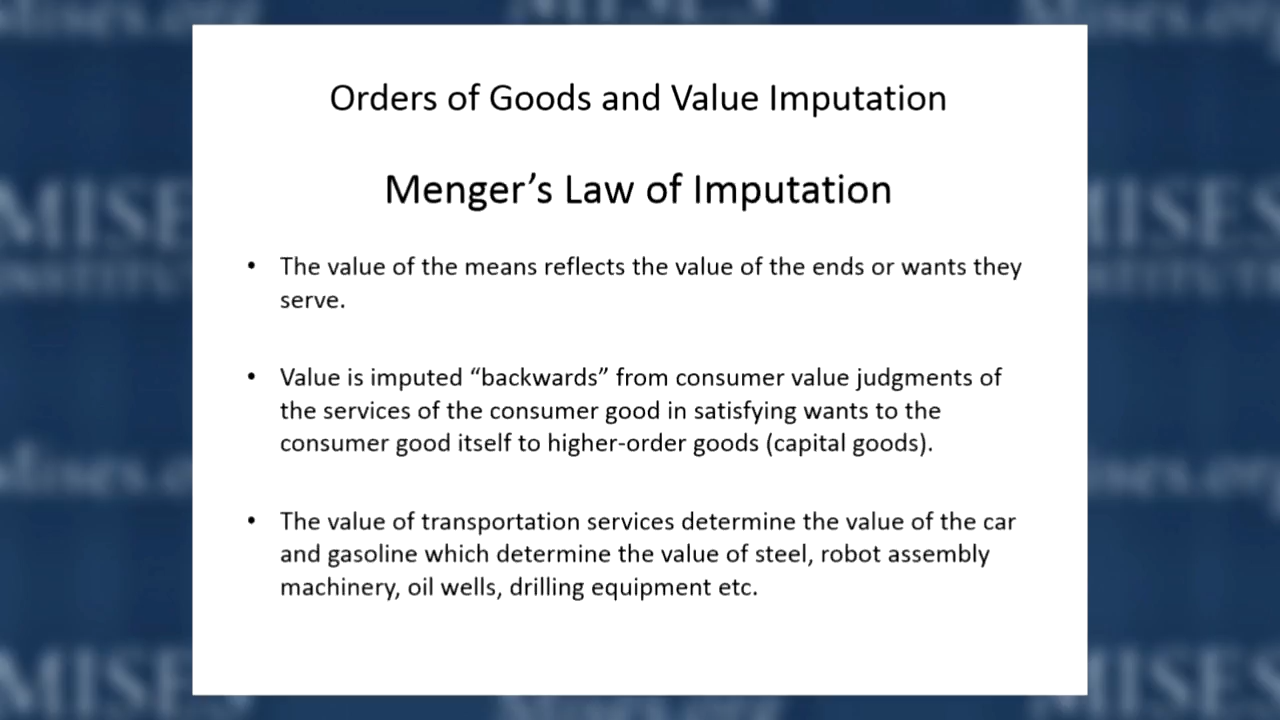 Orders of Goods and Value Imputation
Menger’s Law of Imputation
• The value of the means reflects the value of the ends or wants they
serve.
• Value is imputed “backwards” from consumer value judgments of
the services of the consumer good in satisfying wants to the
consumer good itself to higher-order goods (capital goods).
• The value of transportation services determine the value of the car
and gasoline which determine the value of steel, robot assembly
machinery, oil wells, drilling equipment etc.